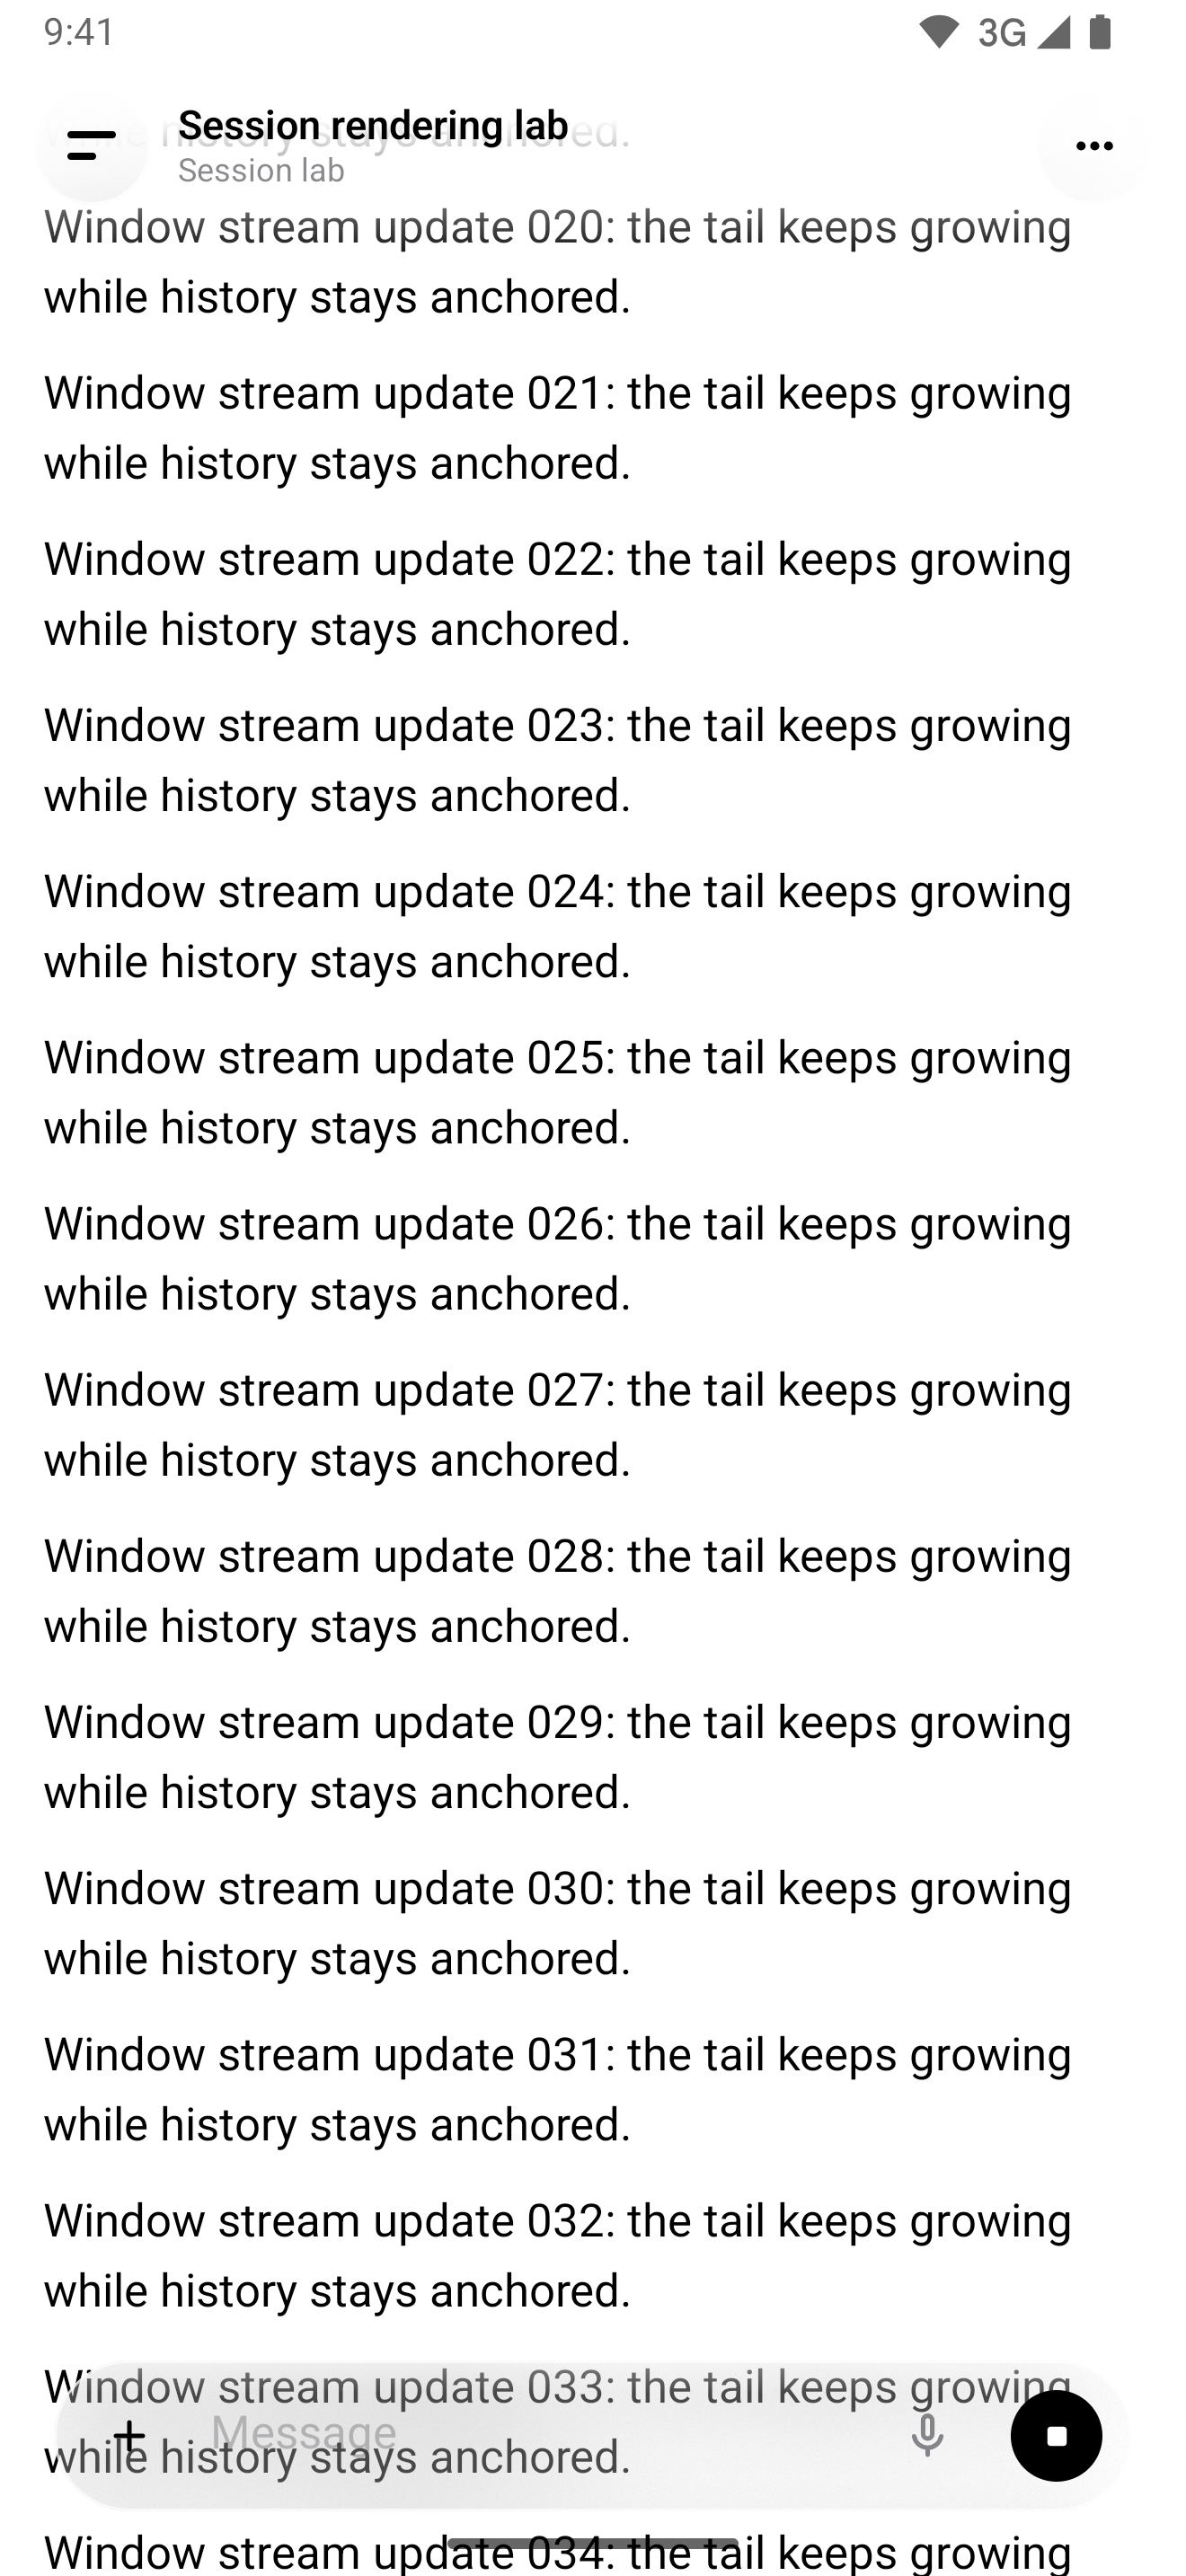 9:41
3G
Session rendering lab
while history stays anchored.
Session lab
Window stream update 020: the tail keeps growing
while history stays anchored.
Window stream update 021: the tail keeps growing
while history stays anchored.
Window stream update 022: the tail keeps growing
while history stays anchored.
Window stream update 023: the tail keeps growing
while history stays anchored.
Window stream update 024: the tail keeps growing
while history stays anchored.
Window stream update 025: the tail keeps growing
while history stays anchored.
Window stream update 026: the tail keeps growing
while history stays anchored.
Window stream update 027: the tail keeps growing
while history stays anchored.
Window stream update 028: the tail keeps growing
while history stays anchored.
Window stream update 029: the tail keeps growing
while history stays anchored.
Window stream update 030: the tail keeps growing
while history stays anchored.
Window stream update 031: the tail keeps growing
while history stays anchored.
Window stream update 032: the tail keeps growing
while history stays anchored.
Window stream update 033: the tail keeps growing
Message
while history stays anchored.
Window stream update 034: the tail keeps growing